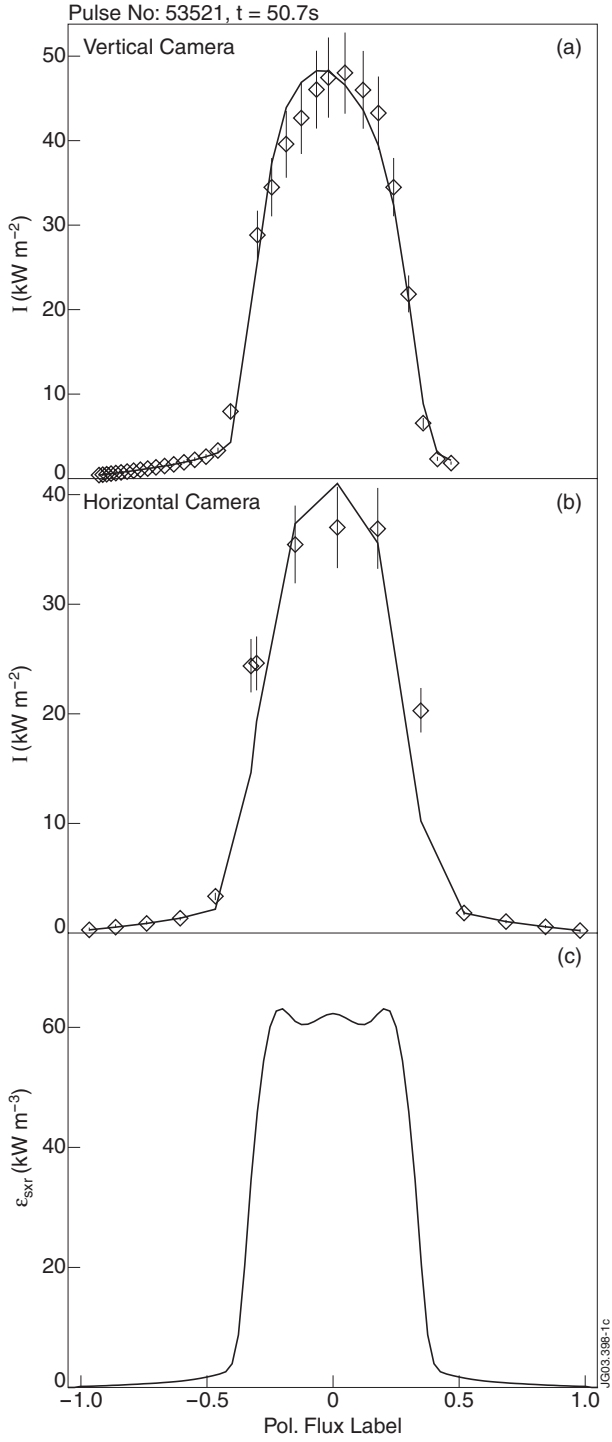 Pulse No: 53521, t = 50.7s
Vertical Camera
(a)
50
40
30
20
10
0
I (kW m⁻²)
Horizontal Camera
(b)
40
30
20
10
0
I (kW m⁻²)
(c)
60
40
20
0
εsxr (kW m⁻³)
−1.0 −0.5 0 0.5 1.0
Pol. Flux Label
JG03.398-1c